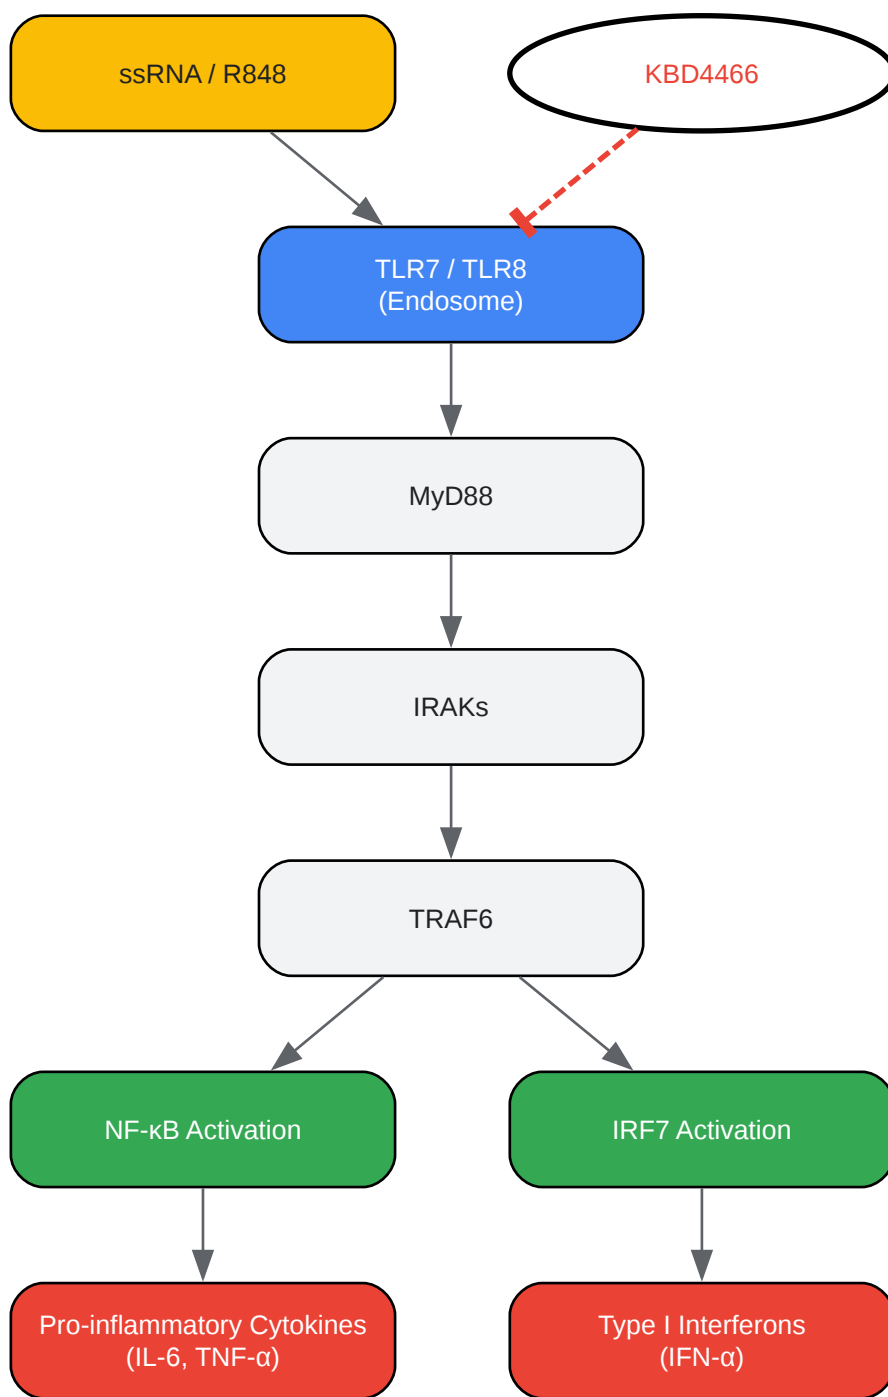 ssRNA / R848
KBD4466
TLR7 / TLR8
(Endosome)
MyD88
IRAKs
TRAF6
NF-κB Activation
IRF7 Activation
Pro-inflammatory Cytokines
(IL-6, TNF-α)
Type I Interferons
(IFN-α)